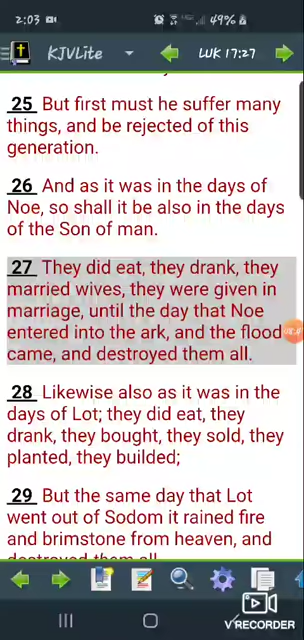 2:03 49%
KJVLite LUK 17:27
25 But first must he suffer many
things, and be rejected of this
generation.
26 And as it was in the days of
Noe, so shall it be also in the days
of the Son of man.
27 They did eat, they drank, they
married wives, they were given in
marriage, until the day that Noe
entered into the ark, and the flood
came, and destroyed them all.
28 Likewise also as it was in the
days of Lot; they did eat, they
drank, they bought, they sold, they
planted, they builded;
29 But the same day that Lot
went out of Sodom it rained fire
and brimstone from heaven, and
destroyed them all.
V RECORDER